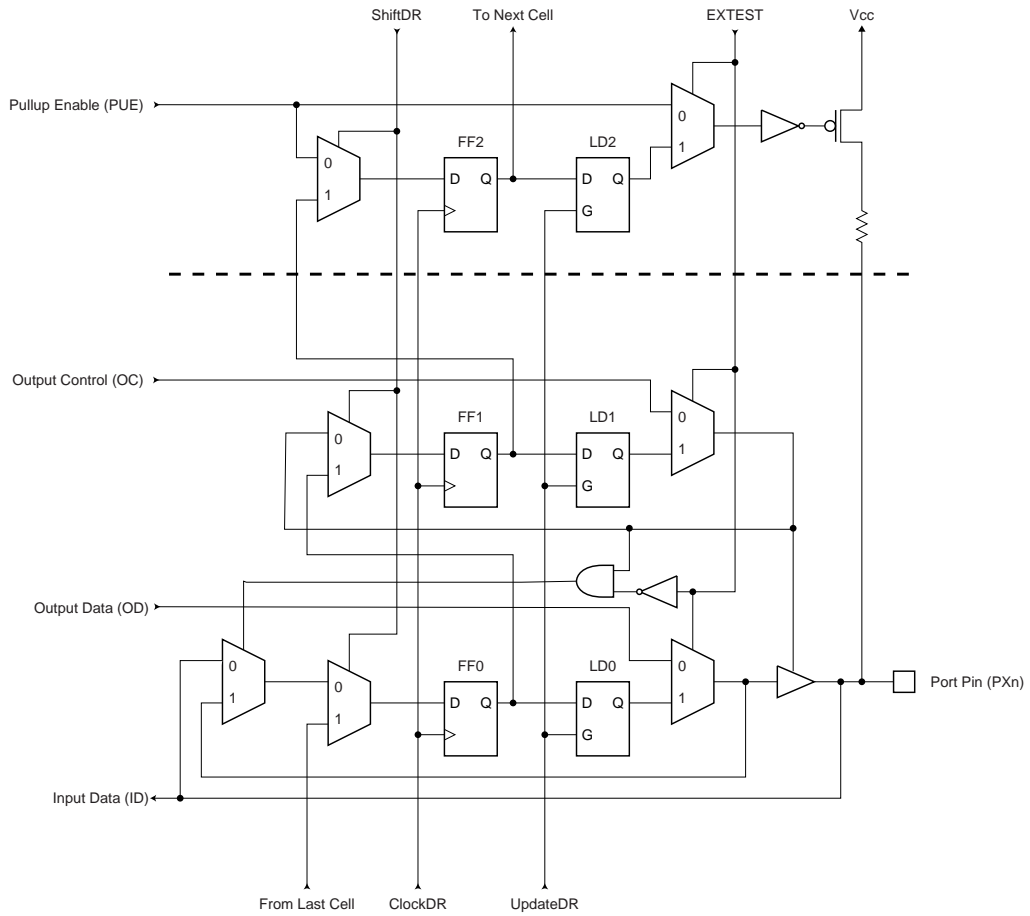 ShiftDR
To Next Cell
EXTEST
Vcc
Pullup Enable (PUE)
0
1
FF2
D Q
LD2
D Q
G
0
1
Output Control (OC)
0
1
FF1
D Q
LD1
D Q
G
0
1
Output Data (OD)
0
1
0
1
FF0
D Q
LD0
D Q
G
0
1
Port Pin (PXn)
Input Data (ID)
From Last Cell
ClockDR
UpdateDR